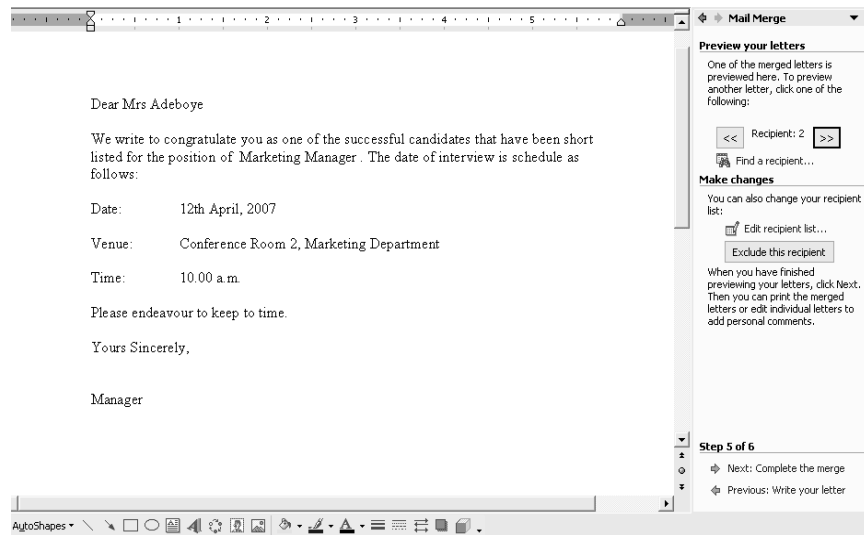 1 2 3 4 5
Dear Mrs Adeboye
We write to congratulate you as one of the successful candidates that have been short
listed for the position of Marketing Manager . The date of interview is schedule as
follows:
Date: 12th April, 2007
Venue: Conference Room 2, Marketing Department
Time: 10.00 a.m.
Please endeavour to keep to time.
Yours Sincerely,
Manager
Mail Merge
Preview your letters
One of the merged letters is
previewed here. To preview
another letter, click one of the
following:
<< Recipient: 2 >>
Find a recipient...
Make changes
You can also change your recipient
list:
Edit recipient list...
Exclude this recipient
When you have finished
previewing your letters, click Next.
Then you can print the merged
letters or edit individual letters to
add personal comments.
Step 5 of 6
Next: Complete the merge
Previous: Write your letter
AutoShapes